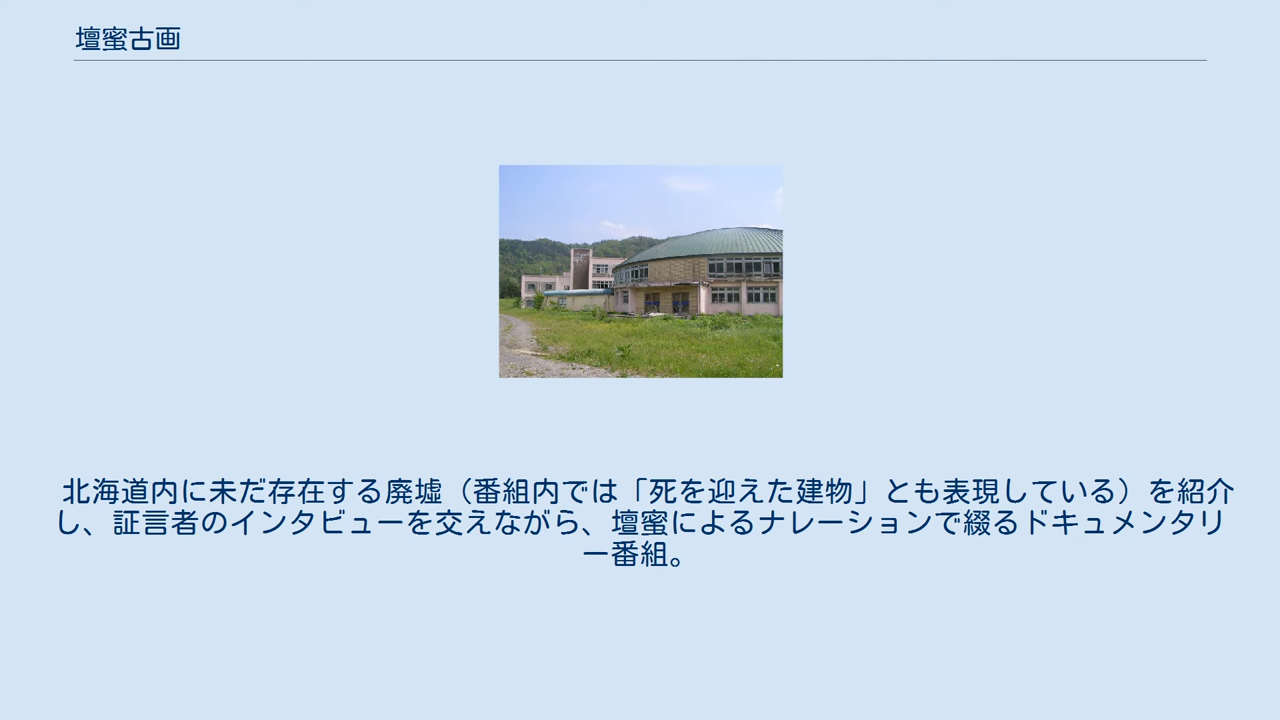 壇蜜古画
北海道内に未だ存在する廃墟（番組内では「死を迎えた建物」とも表現している）を紹介
し、証言者のインタビューを交えながら、壇蜜によるナレーションで綴るドキュメンタリ
ー番組。